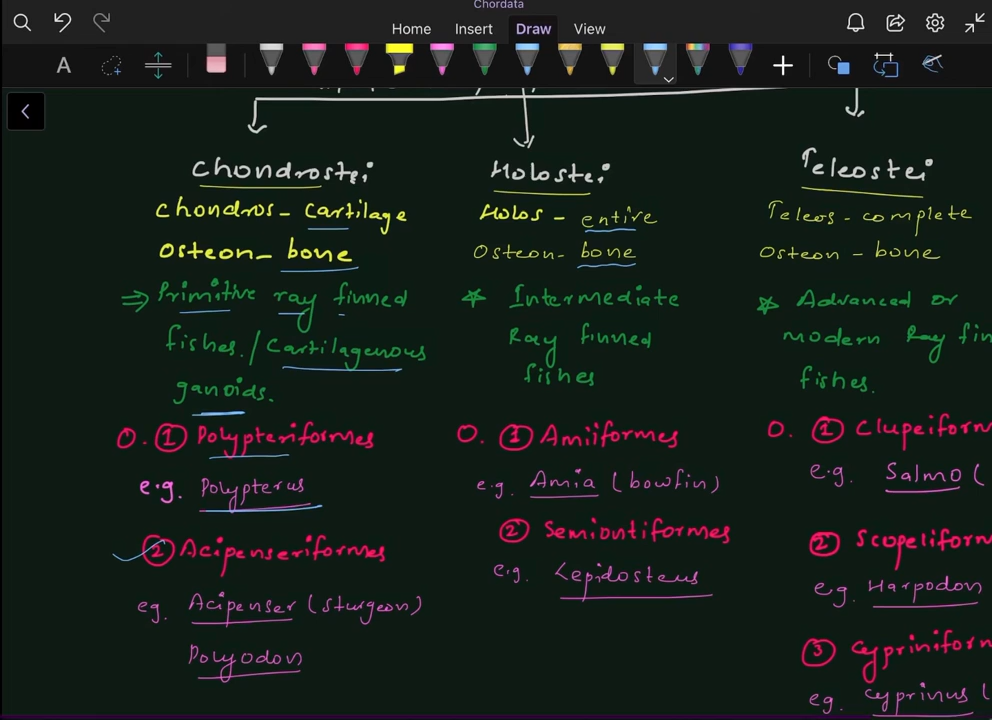 Chordata
Home Insert Draw View
A
Chondrostei
Chondros - Cartilage
Osteon - bone
⇒ Primitive ray finned
fishes. / Cartilagenous
ganoids.
O. ① Polypteriformes
e.g. Polypterus
② Acipenseriformes
eg. Acipenser (sturgeon)
Polyodon
Holostei
Holos - entire
Osteon - bone
* Intermediate
Ray finned
fishes
O. ① Amiiformes
e.g. Amia (bowfin)
② Semiontiformes
e.g. Lepidosteus
Teleostei
Teleos - complete
Osteon - bone
* Advanced or
modern Ray fin
fishes.
O. ① Clupeiform
e.g. Salmo (
② Scopeliform
e.g. Harpodon
③ Cypriniform
eg. Cyprinus (